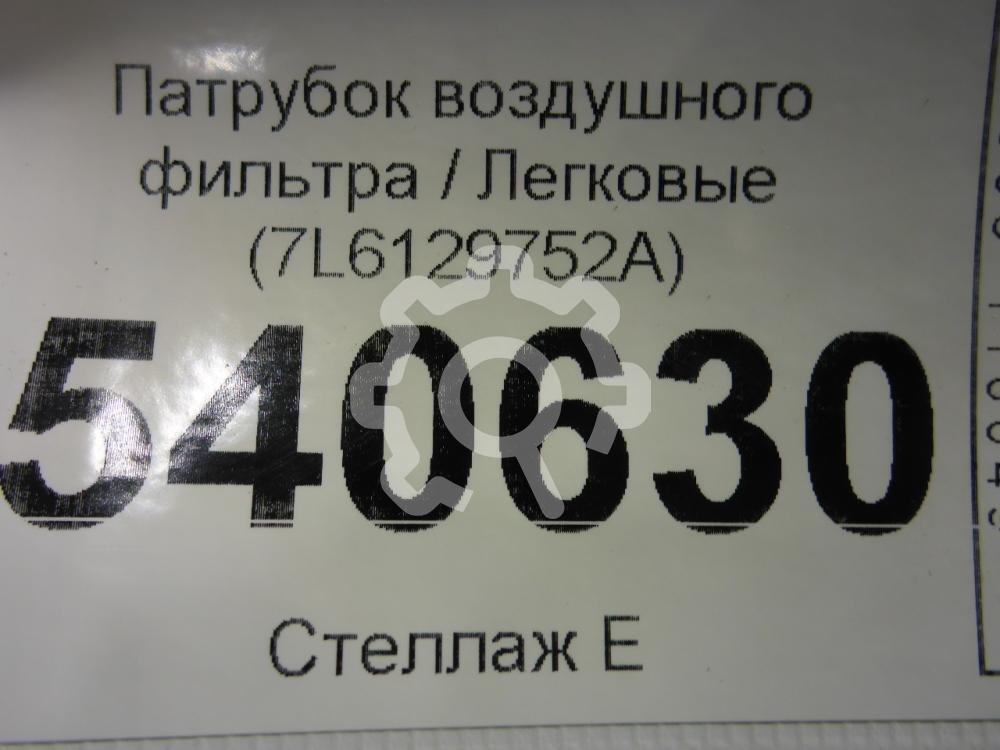 Патрубок воздушного
фильтра / Легковые
(7L6129752A)
540630
Стеллаж Е